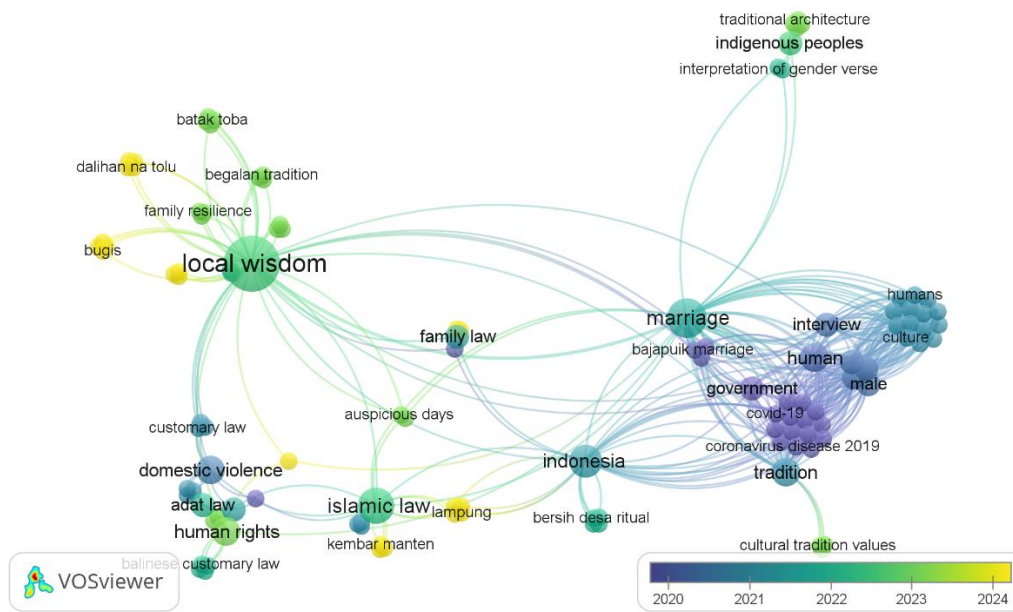 traditional architecture
indigenous peoples
interpretation of gender verse
batak toba
dalihan na tolu
begalan tradition
family resilience
bugis
local wisdom
humans
marriage
interview
culture
family law
bajapuik marriage
human
government
male
auspicious days
covid-19
customary law
coronavirus disease 2019
domestic violence
indonesia
tradition
adat law
islamic law
lampung
bersih desa ritual
human rights
kembar manten
cultural tradition values
balinese customary law
VOSviewer
2020 2021 2022 2023 2024